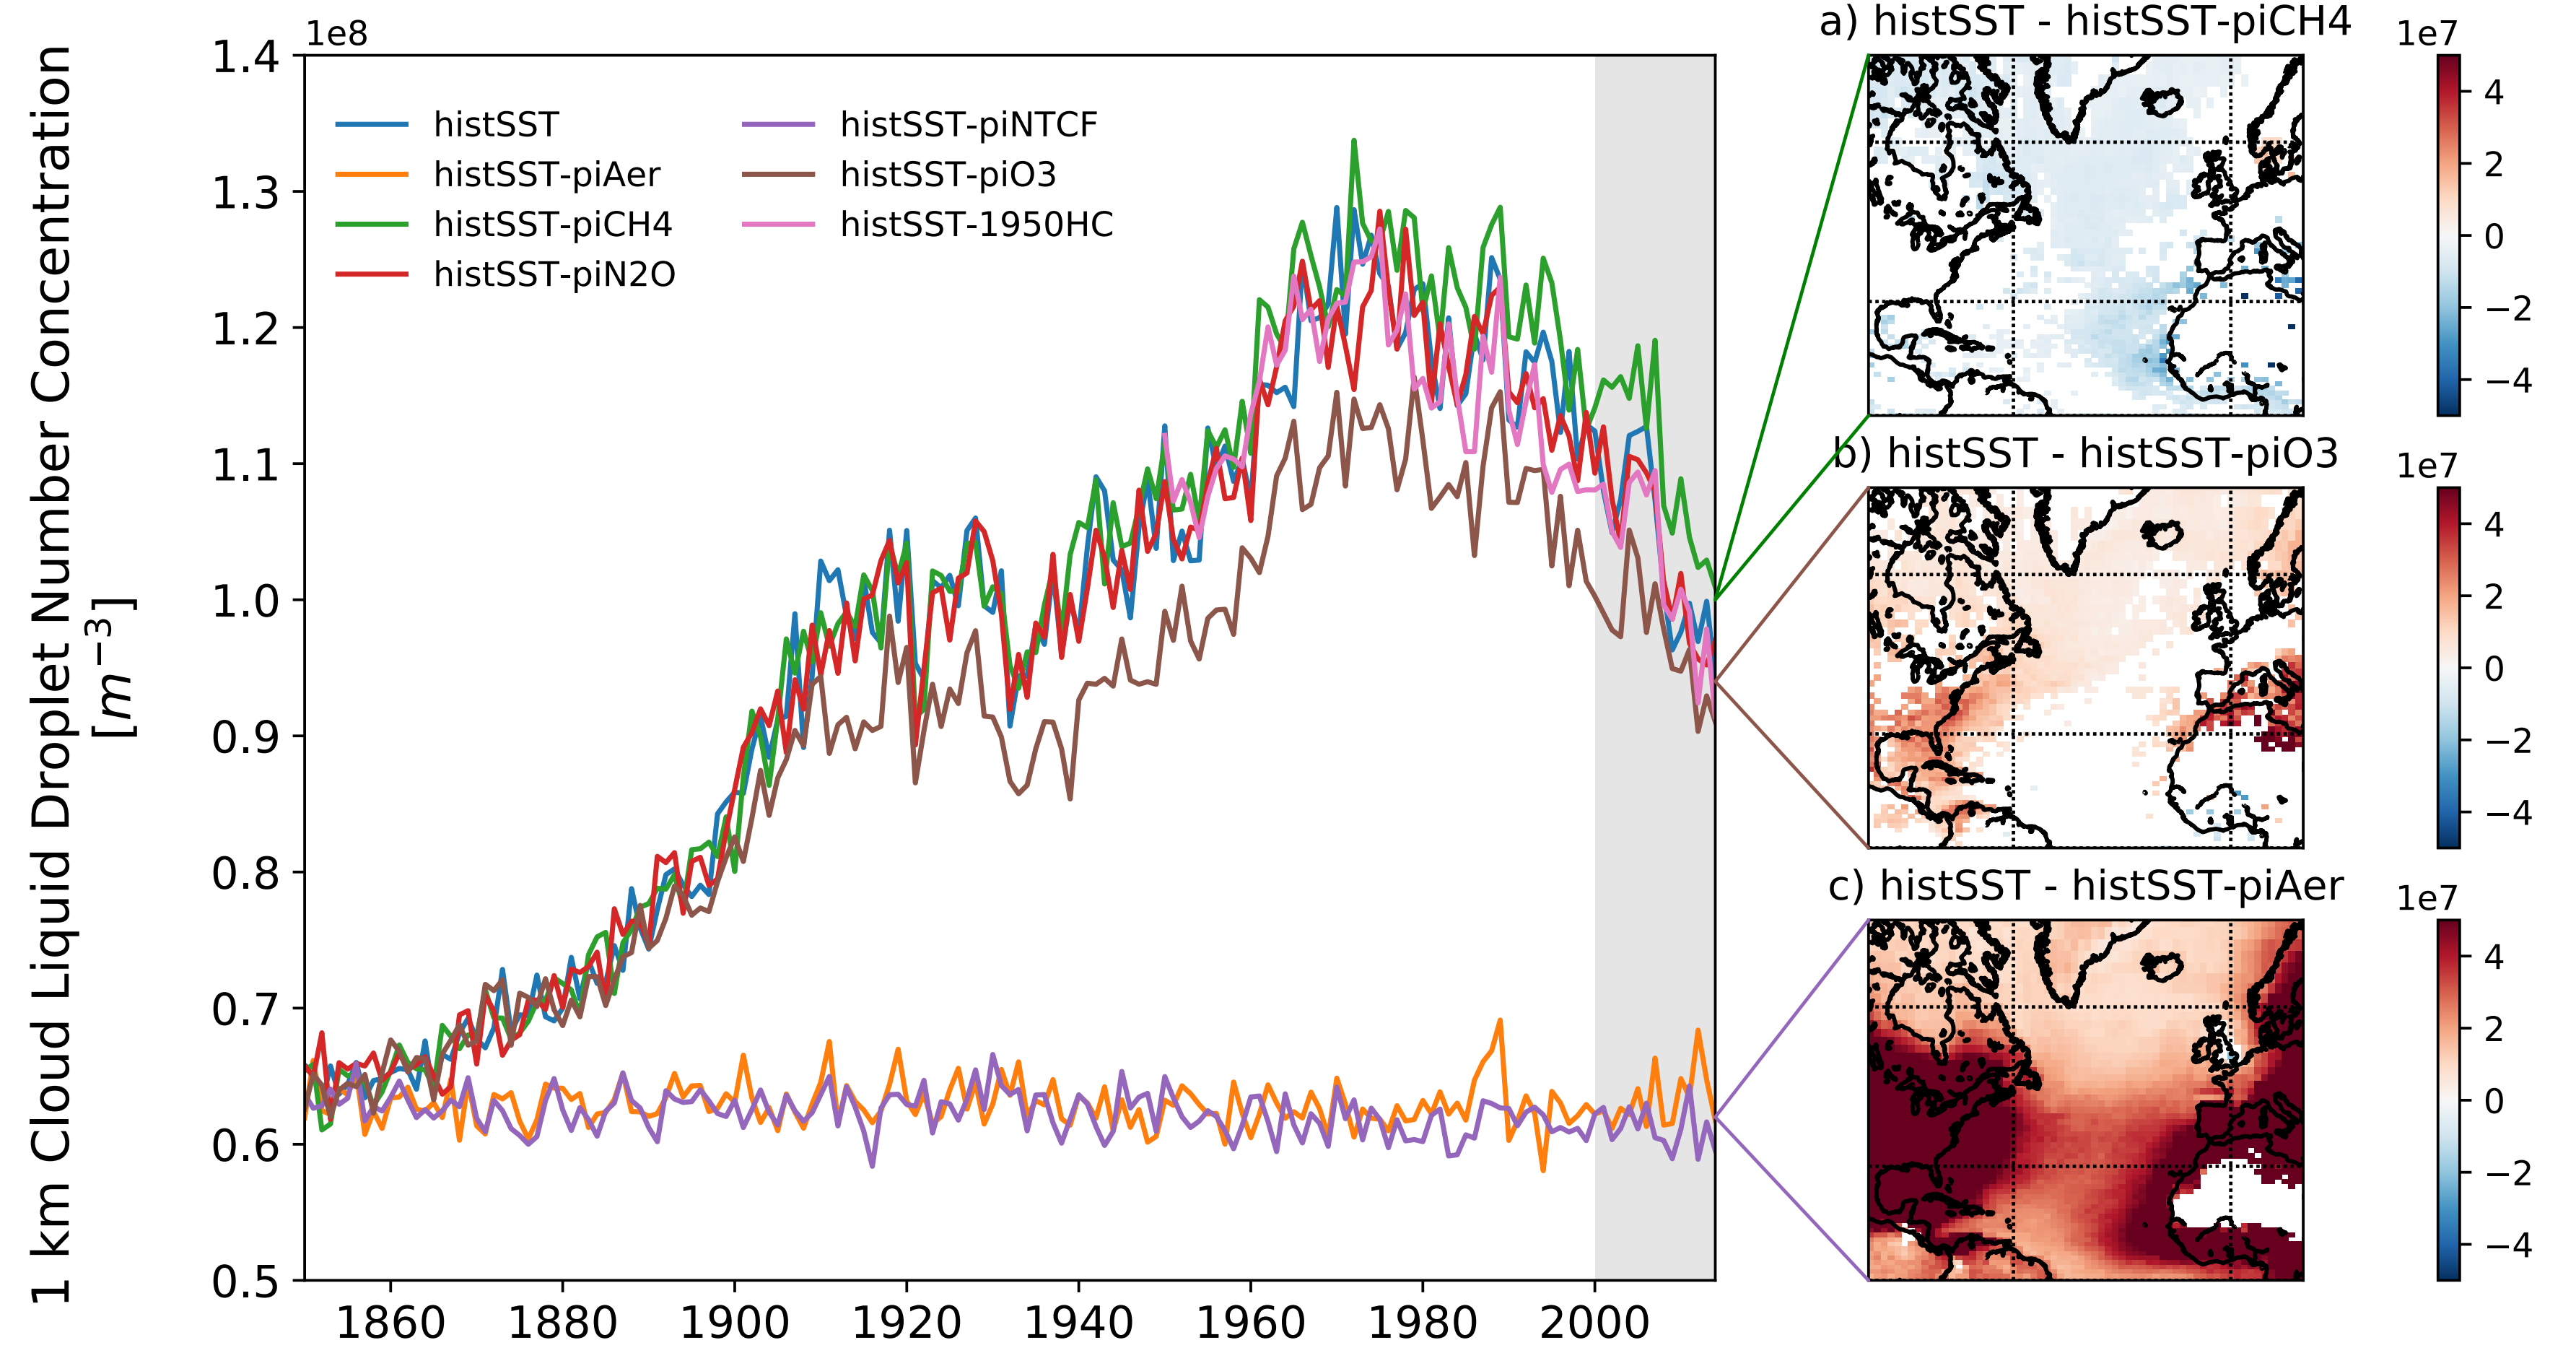 1 km Cloud Liquid Droplet Number Concentration
[m⁻³]
1e8
1.4
1.3
1.2
1.1
1.0
0.9
0.8
0.7
0.6
0.5
1860
1880
1900
1920
1940
1960
1980
2000
histSST
histSST-piAer
histSST-piCH4
histSST-piN2O
histSST-piNTCF
histSST-piO3
histSST-1950HC
a) histSST - histSST-piCH4
1e7
4
2
0
−2
−4
b) histSST - histSST-piO3
1e7
4
2
0
−2
−4
c) histSST - histSST-piAer
1e7
4
2
0
−2
−4